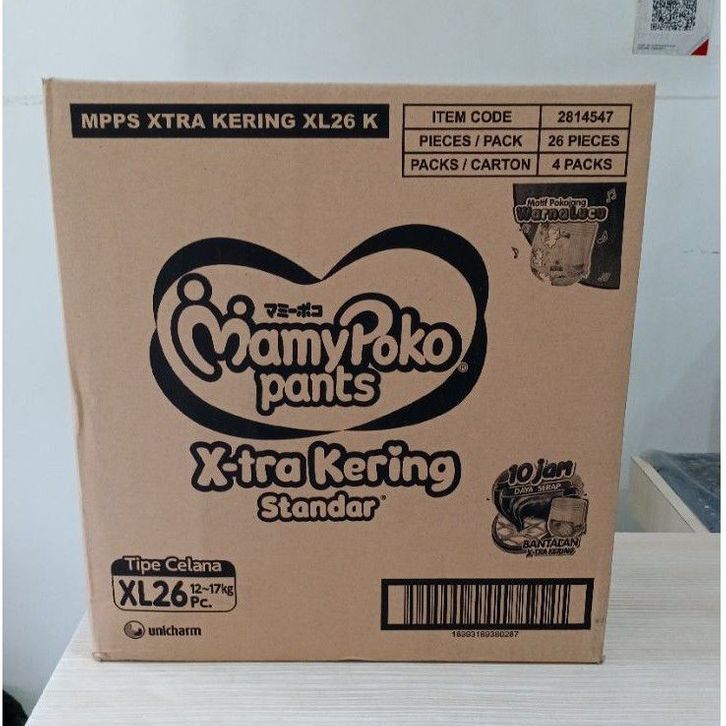 MPPS XTRA KERING XL26 K
ITEM CODE 2814547
PIECES / PACK 26 PIECES
PACKS / CARTON 4 PACKS
Motif Pokojang
Warna Lucu
マミーポコ
MamyPoko
pants
X-tra Kering
Standar
10 jam
DAYA SERAP
BANTALAN
X-TRA KERING
Tipe Celana
XL26 12~17kg
Pc.
unicharm